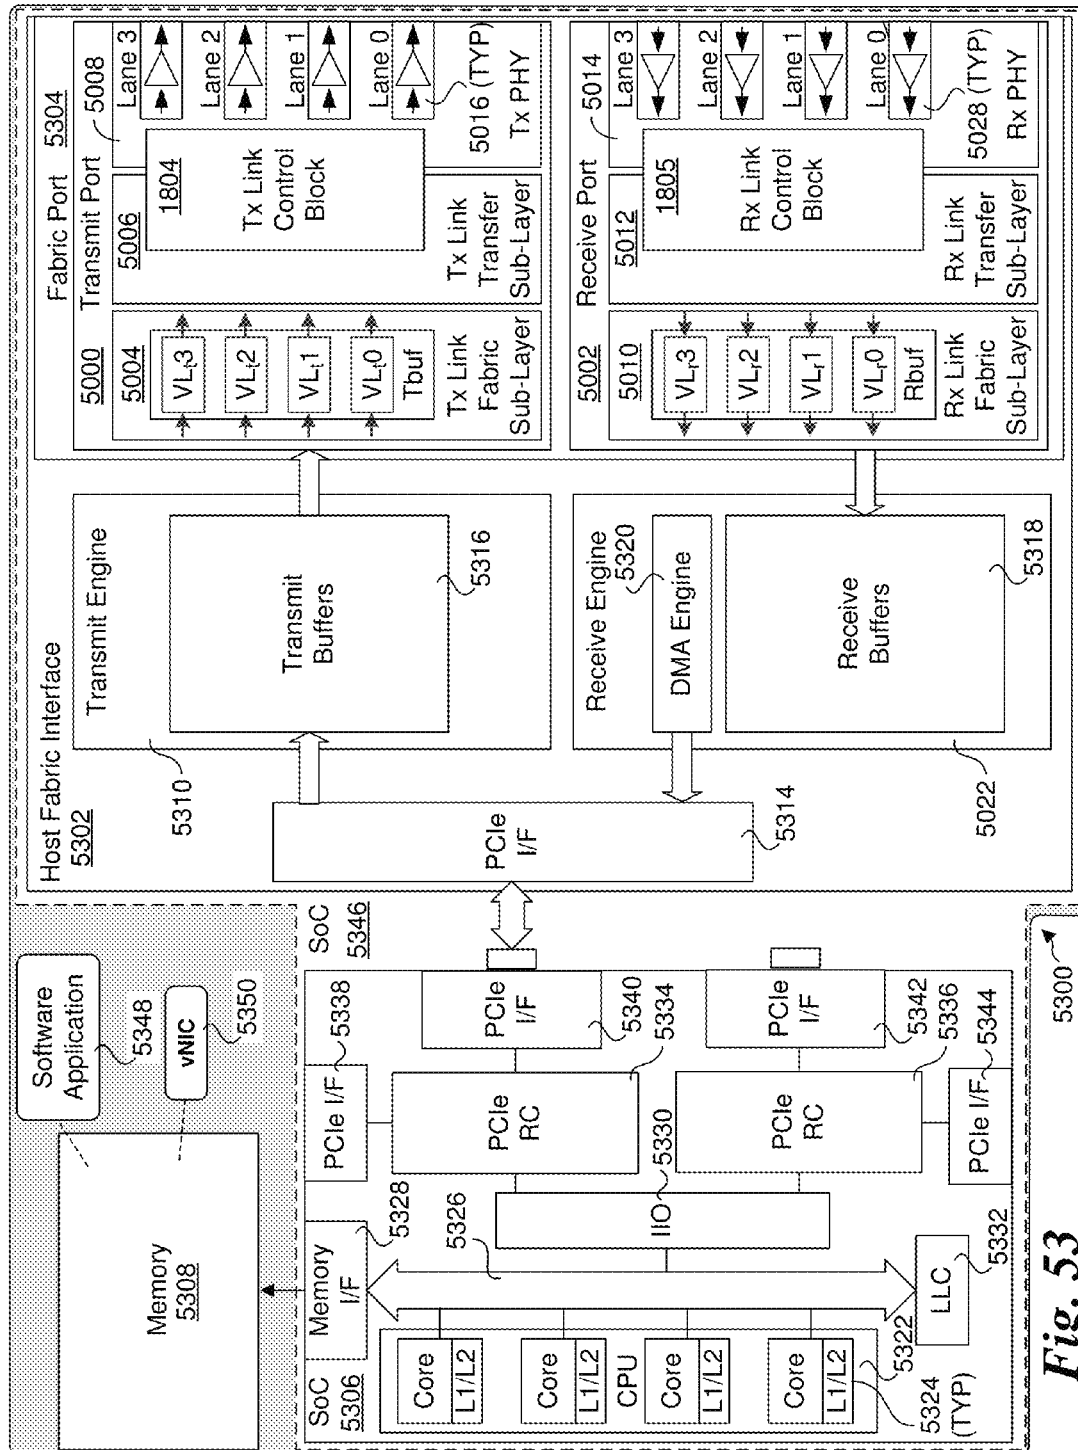 Host Fabric Interface
5302
Fabric Port 5304
5000
Transmit Port
5008
5004
VLt3
VLt2
VLt1
VLt0
Tbuf
Tx Link
Fabric
Sub-Layer
5006
1804
Tx Link
Control
Block
Tx Link
Transfer
Sub-Layer
Lane 3
Lane 2
Lane 1
Lane 0
5016 (TYP)
Tx PHY
Transmit Engine
5310
Transmit
Buffers
5316
5002
Receive Port
5014
5010
VLr3
VLr2
VLr1
VLr0
Rbuf
Rx Link
Fabric
Sub-Layer
5012
1805
Rx Link
Control
Block
Rx Link
Transfer
Sub-Layer
Lane 3
Lane 2
Lane 1
Lane 0
5028 (TYP)
Rx PHY
Receive Engine
5320
DMA Engine
Receive
Buffers
5318
5022
PCIe
I/F
5314
Memory
5308
Software
Application
5348
vNIC
5350
SoC
5346
SoC
5306
Memory
I/F
5328
PCIe I/F
5338
Core
L1/L2
Core
L1/L2
CPU
Core
L1/L2
Core
L1/L2
5322
5324
(TYP)
5326
LLC
5332
IIO
5330
PCIe
RC
5334
PCIe
I/F
5340
PCIe
RC
5336
PCIe
I/F
5342
PCIe I/F
5344
5300
Fig. 53